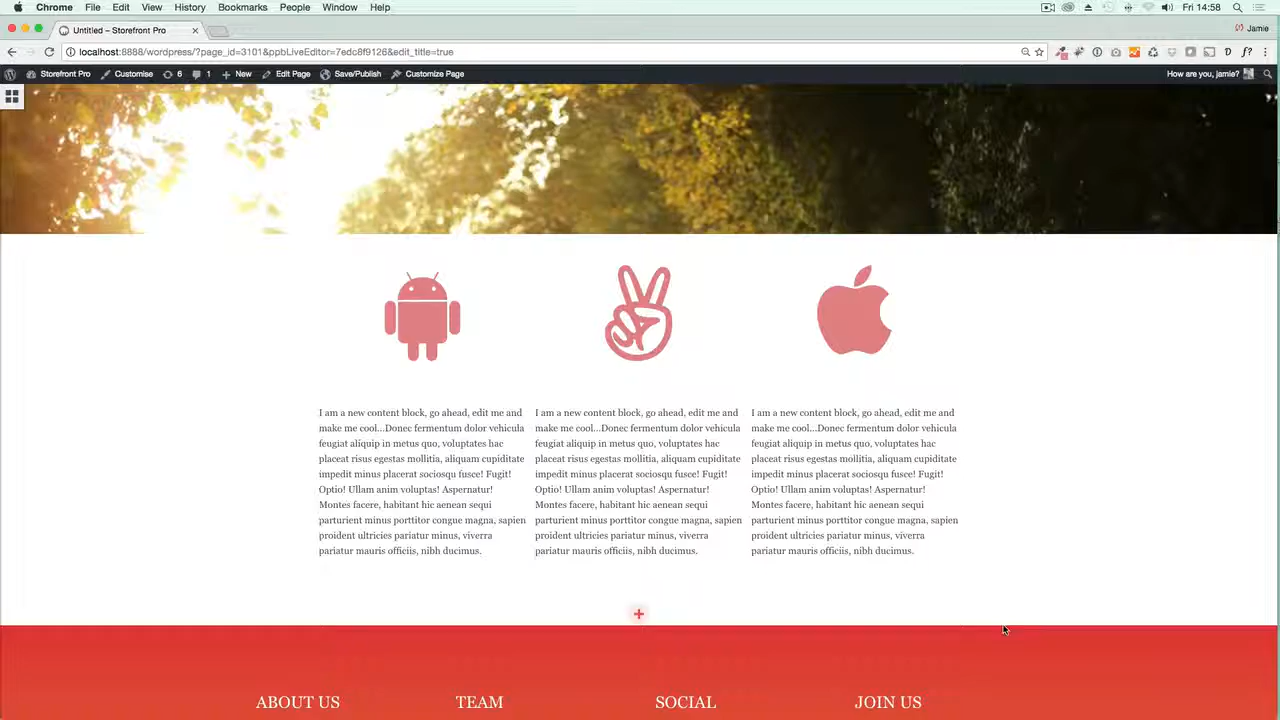 Chrome File Edit View History Bookmarks People Window Help Fri 14:58
Untitled – Storefront Pro Jamie
localhost:8888/wordpress/?page_id=3101&ppbLiveEditor=7edc8f9126&edit_title=true
Storefront Pro Customise 6 1 New Edit Page Save/Publish Customize Page How are you, jamie?
I am a new content block, go ahead, edit me and
make me cool...Donec fermentum dolor vehicula
feugiat aliquip in metus quo, voluptates hac
placeat risus egestas mollitia, aliquam cupiditate
impedit minus placerat sociosqu fusce! Fugit!
Optio! Ullam anim voluptas! Aspernatur!
Montes facere, habitant hic aenean sequi
parturient minus porttitor congue magna, sapien
proident ultricies pariatur minus, viverra
pariatur mauris officiis, nibh ducimus.
I am a new content block, go ahead, edit me and
make me cool...Donec fermentum dolor vehicula
feugiat aliquip in metus quo, voluptates hac
placeat risus egestas mollitia, aliquam cupiditate
impedit minus placerat sociosqu fusce! Fugit!
Optio! Ullam anim voluptas! Aspernatur!
Montes facere, habitant hic aenean sequi
parturient minus porttitor congue magna, sapien
proident ultricies pariatur minus, viverra
pariatur mauris officiis, nibh ducimus.
I am a new content block, go ahead, edit me and
make me cool...Donec fermentum dolor vehicula
feugiat aliquip in metus quo, voluptates hac
placeat risus egestas mollitia, aliquam cupiditate
impedit minus placerat sociosqu fusce! Fugit!
Optio! Ullam anim voluptas! Aspernatur!
Montes facere, habitant hic aenean sequi
parturient minus porttitor congue magna, sapien
proident ultricies pariatur minus, viverra
pariatur mauris officiis, nibh ducimus.
+
ABOUT US TEAM SOCIAL JOIN US